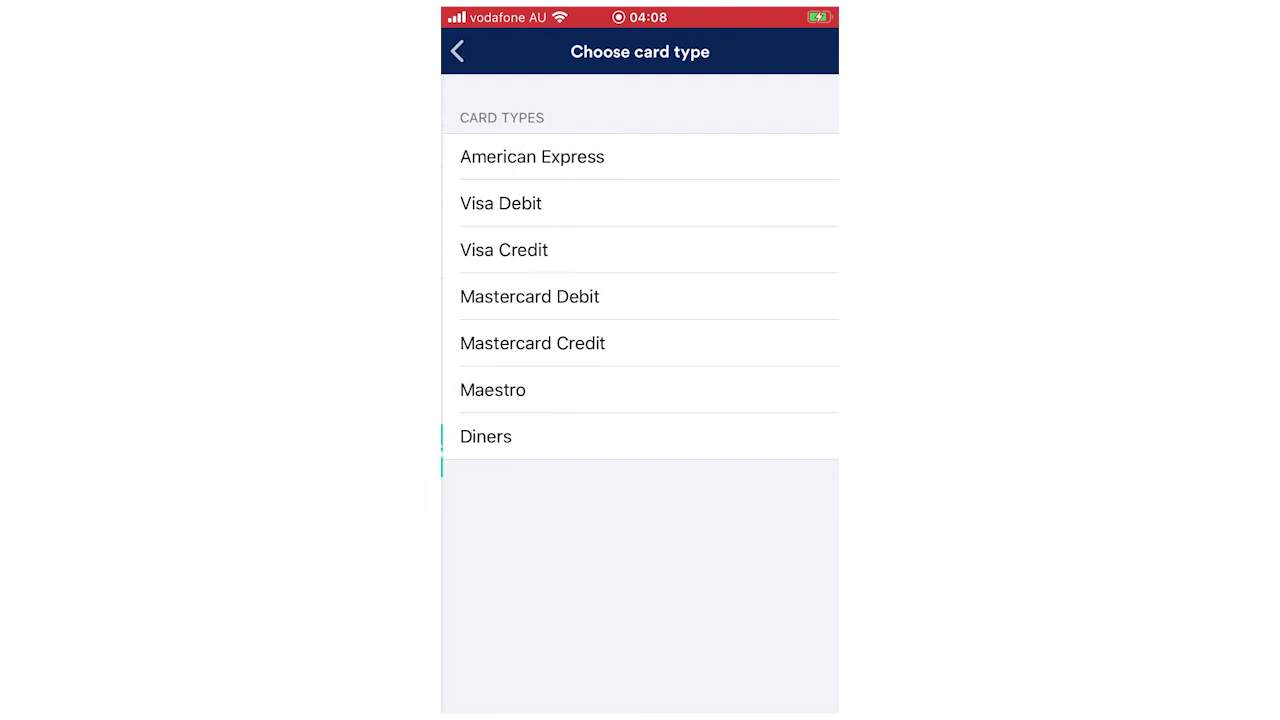 vodafone AU 04:08
Choose card type
CARD TYPES
American Express
Visa Debit
Visa Credit
Mastercard Debit
Mastercard Credit
Maestro
Diners